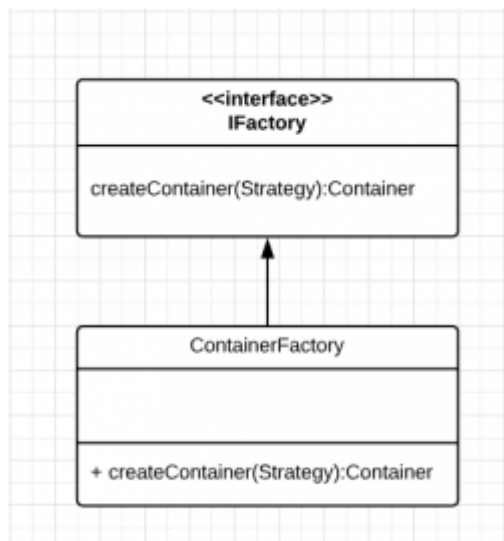 <<interface>>
IFactory
createContainer(Strategy):Container
ContainerFactory
+ createContainer(Strategy):Container